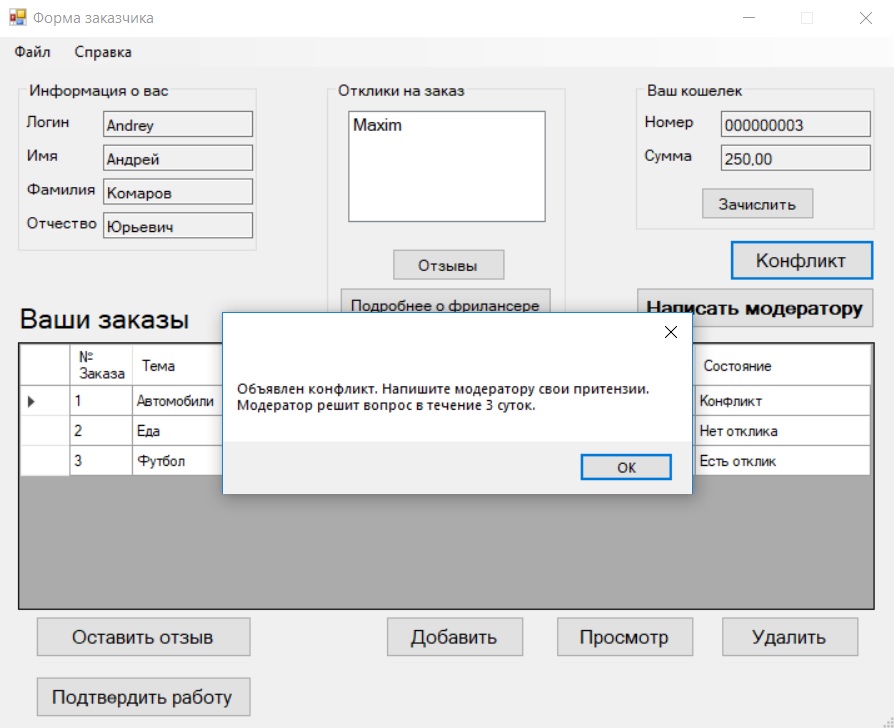 Форма заказчика
Файл Справка
Информация о вас
Логин Andrey
Имя Андрей
Фамилия Комаров
Отчество Юрьевич
Отклики на заказ
Maxim
Отзывы
Подробнее о фрилансере
Ваш кошелек
Номер 000000003
Сумма 250,00
Зачислить
Конфликт
Написать модератору
Ваши заказы
№ Заказа Тема Состояние
1 Автомобили Конфликт
2 Еда Нет отклика
3 Футбол Есть отклик
Объявлен конфликт. Напишите модератору свои притензии.
Модератор решит вопрос в течение 3 суток.
OK
Оставить отзыв Добавить Просмотр Удалить
Подтвердить работу